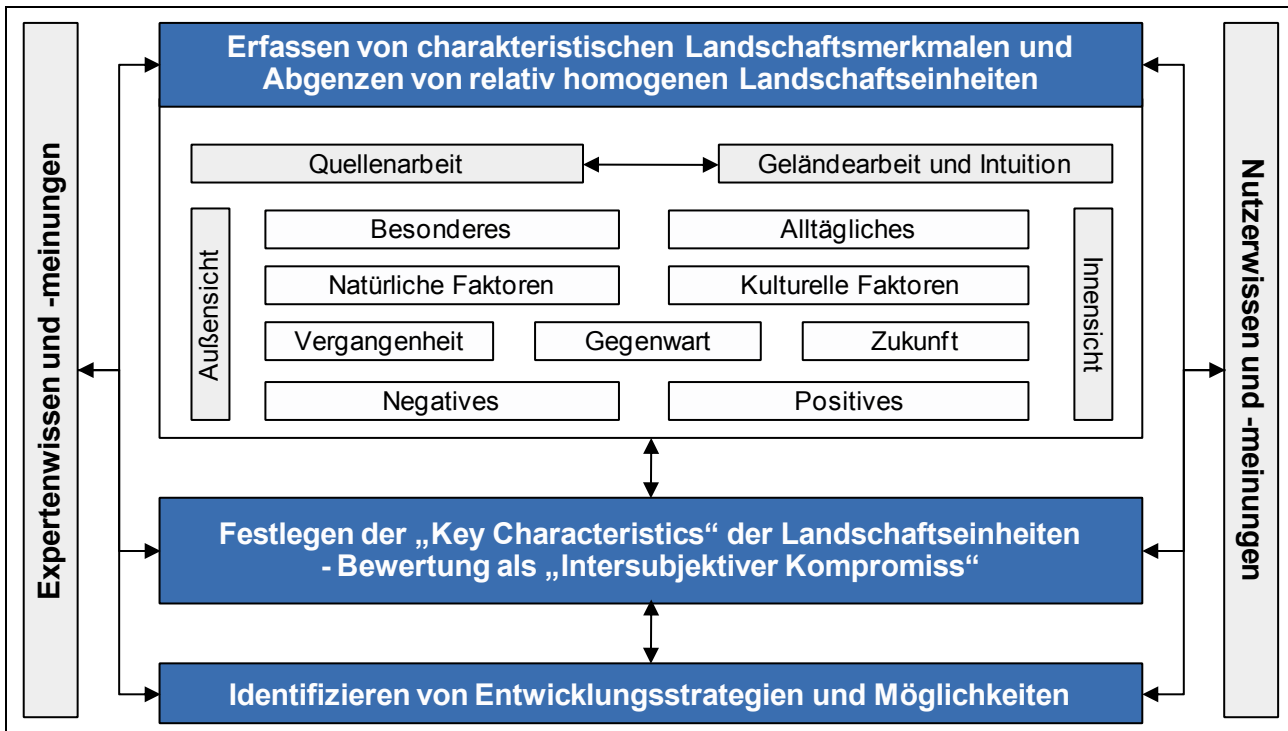 Erfassen von charakteristischen Landschaftsmerkmalen und
Abgenzen von relativ homogenen Landschaftseinheiten
Expertenwissen und -meinungen
Nutzerwissen und -meinungen
Quellenarbeit
Geländearbeit und Intuition
Außensicht
Innensicht
Besonderes
Alltägliches
Natürliche Faktoren
Kulturelle Faktoren
Vergangenheit
Gegenwart
Zukunft
Negatives
Positives
Festlegen der „Key Characteristics“ der Landschaftseinheiten
- Bewertung als „Intersubjektiver Kompromiss“
Identifizieren von Entwicklungsstrategien und Möglichkeiten